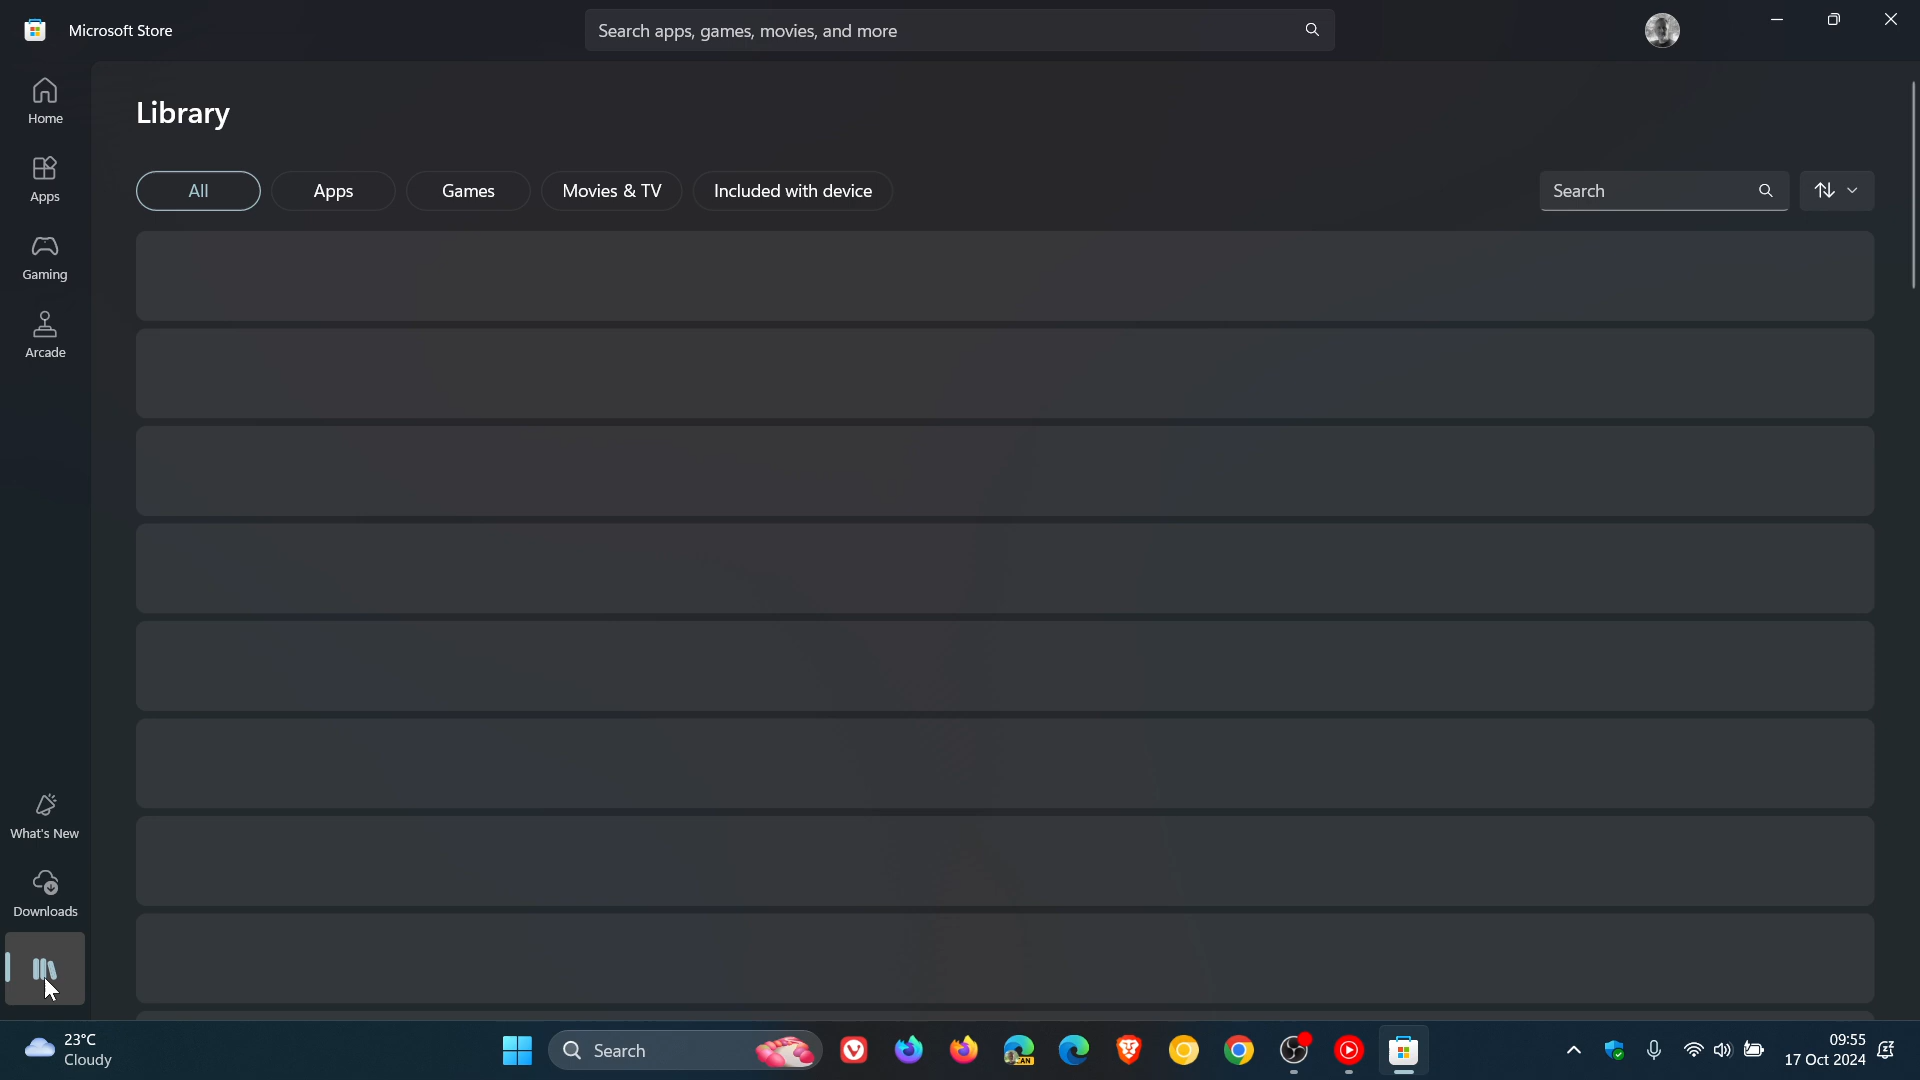 Microsoft Store
Search apps, games, movies, and more
Home
Apps
Gaming
Arcade
What's New
Downloads
Library
All
Apps
Games
Movies & TV
Included with device
Search
23°C
Cloudy
Search
CAN
09:55
17 Oct 2024